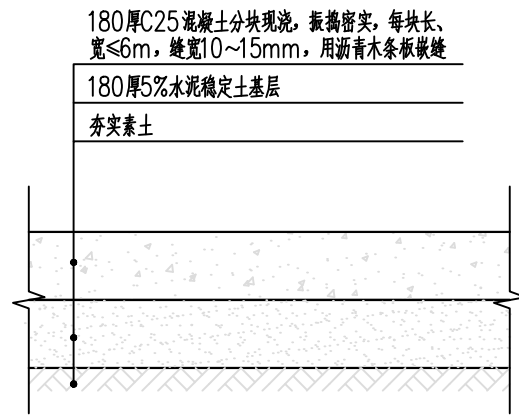 180厚C25混凝土分块现浇，振捣密实，每块长、
宽≤6m，缝宽10~15mm，用沥青木条板嵌缝
180厚5%水泥稳定土基层
夯实素土